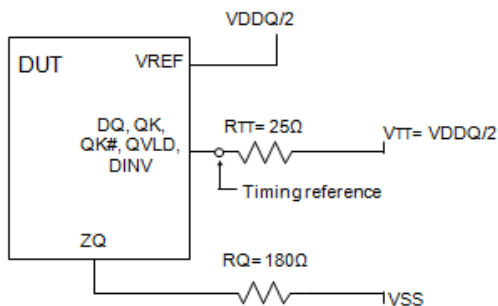 VDDQ/2
DUT
VREF
DQ, QK,
QK#, QVLD,
DINV
RTT= 25Ω
VTT= VDDQ/2
Timing reference
ZQ
RQ= 180Ω
VSS